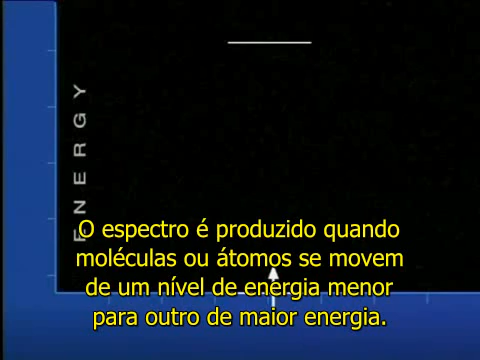 ENERGY
O espectro é produzido quando
moléculas ou átomos se movem
de um nível de energia menor
para outro de maior energia.